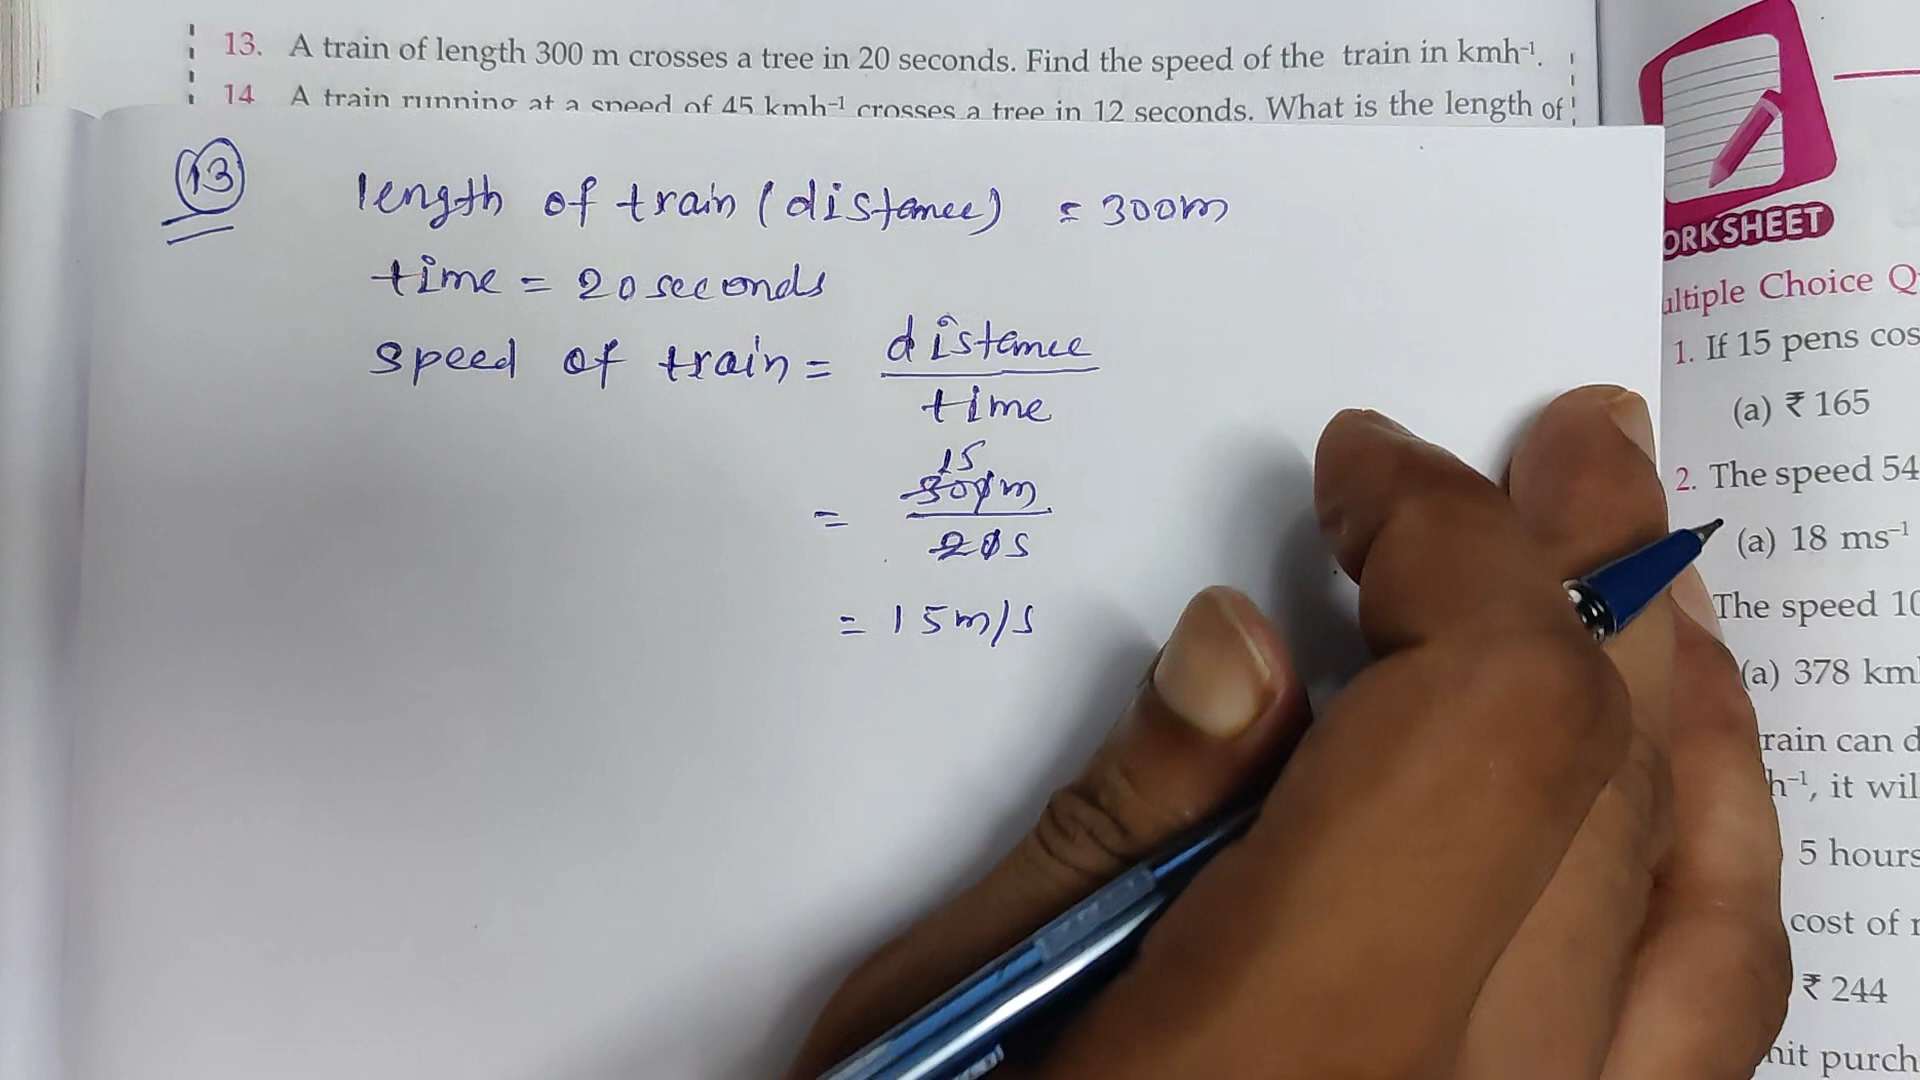 13. A train of length 300 m crosses a tree in 20 seconds. Find the speed of the train in kmh⁻¹.
14 A train running at a speed of 45 kmh⁻¹ crosses a tree in 12 seconds. What is the length of
13
length of train (distance) = 300m
time = 20 seconds
speed of train = distance
time
15
= 300m
20s
= 15m/s
ORKSHEET
ultiple Choice Q
1. If 15 pens cos
(a) ₹ 165
2. The speed 54
(a) 18 ms⁻¹
The speed 10
(a) 378 km
rain can d
h⁻¹, it wil
5 hours
cost of
₹ 244
nit purch